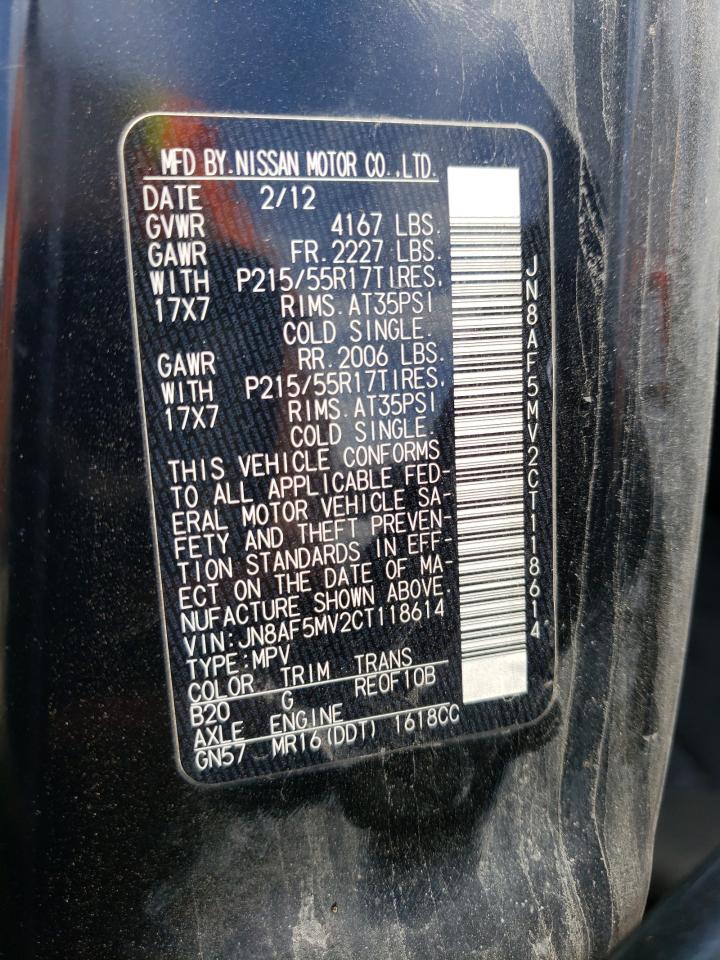 MFD BY.NISSAN MOTOR CO.,LTD.
DATE 2/12
GVWR 4167 LBS.
GAWR FR.2227 LBS.
WITH P215/55R17TIRES,
17X7 RIMS.AT35PSI
COLD SINGLE.
GAWR RR.2006 LBS.
WITH P215/55R17TIRES,
17X7 RIMS.AT35PSI
COLD SINGLE.
THIS VEHICLE CONFORMS
TO ALL APPLICABLE FED-
ERAL MOTOR VEHICLE SA-
FETY AND THEFT PREVEN-
TION STANDARDS IN EFF-
ECT ON THE DATE OF MA-
NUFACTURE SHOWN ABOVE.
VIN:JN8AF5MV2CT118614
TYPE:MPV
COLOR TRIM TRANS
B20 G RE0F10B
AXLE ENGINE
GN57 MR16(DDT) 1618CC
JN8AF5MV2CT118614